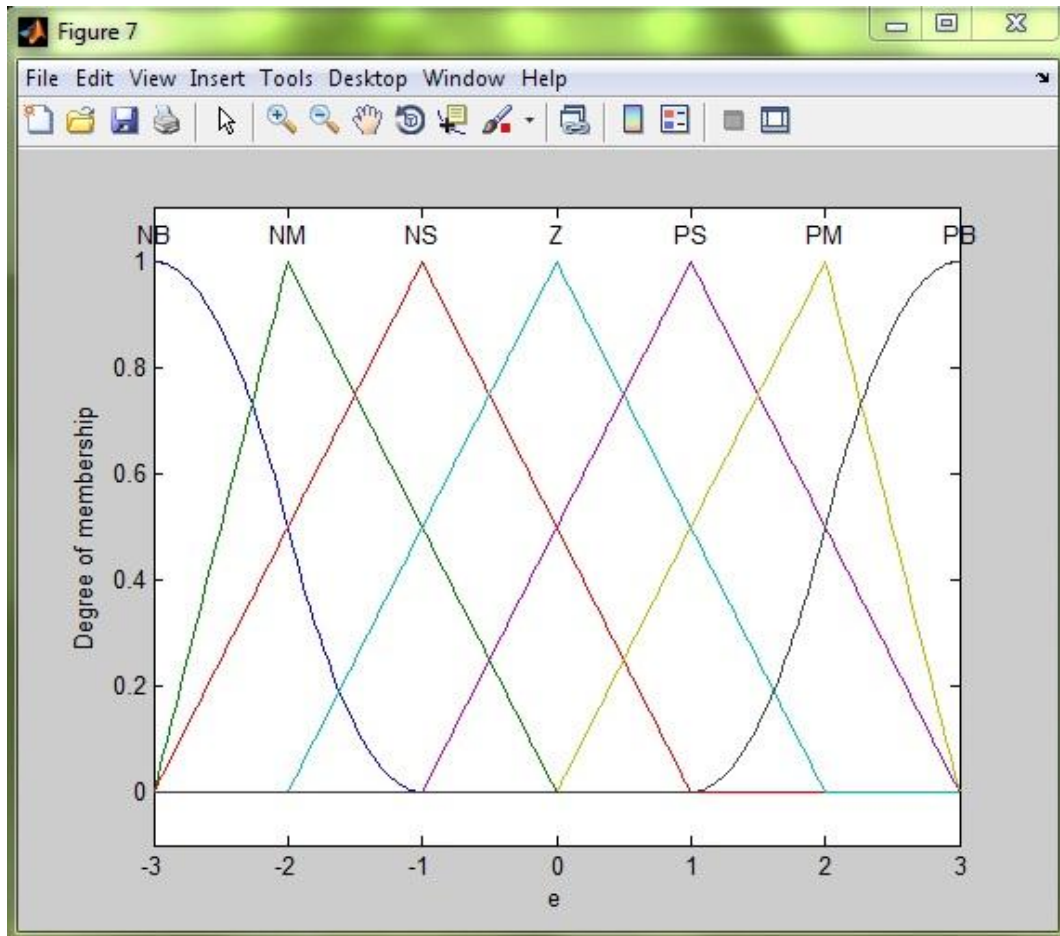 Figure 7
File Edit View Insert Tools Desktop Window Help
NB NM NS Z PS PM PB
1
0.8
0.6
0.4
0.2
0
Degree of membership
-3 -2 -1 0 1 2 3
e